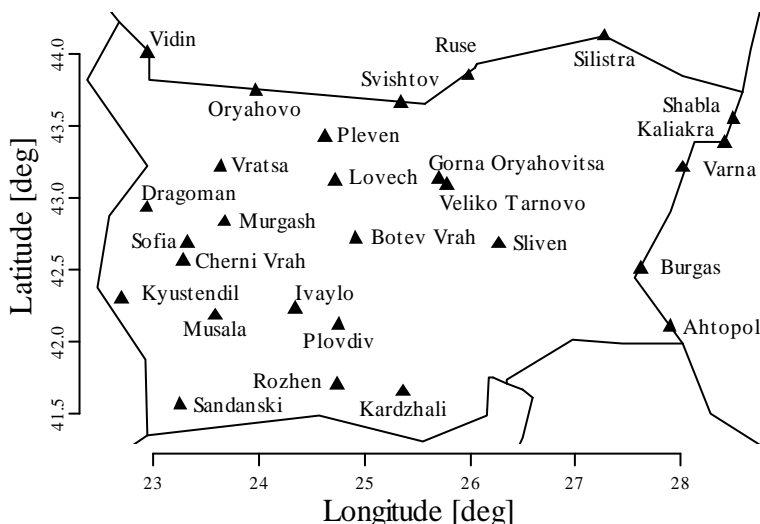 Vidin
Ruse
Silistra
Svishtov
Oryahovo
Shabla
Pleven
Kaliakra
Vratsa
Lovech
Gorna Oryahovitsa
Varna
Dragoman
Veliko Tarnovo
Murgash
Sofia
Botev Vrah
Sliven
Cherni Vrah
Burgas
Kyustendil
Ivaylo
Musala
Plovdiv
Ahtopol
Rozhen
Sandanski
Kardzhali
Latitude [deg]
44.0
43.5
43.0
42.5
42.0
41.5
23 24 25 26 27 28
Longitude [deg]